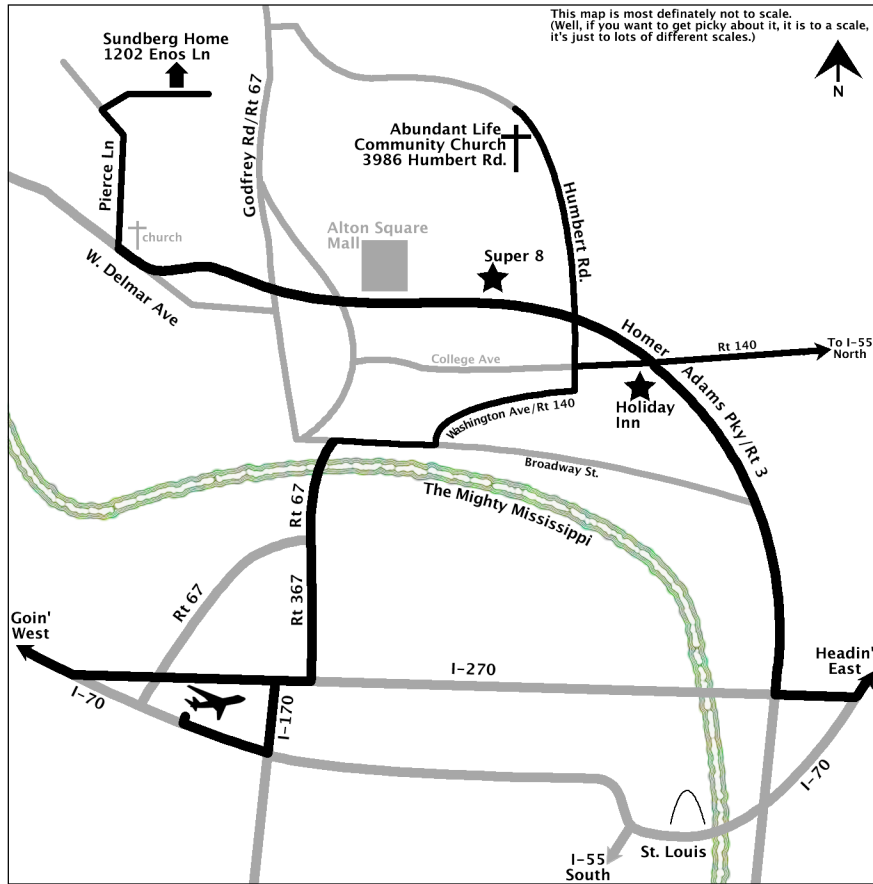 This map is most definately not to scale.
(Well, if you want to get picky about it, it is to a scale,
it's just to lots of different scales.)
N
Sundberg Home
1202 Enos Ln
Godfrey Rd/Rt 67
Abundant Life
Community Church
3986 Humbert Rd.
Pierce Ln
Humbert Rd.
church
Alton Square
Mall
Super 8
W. Delmar Ave
Homer Adams Pky/Rt 3
Rt 140
To I-55
North
College Ave
Holiday
Inn
Washington Ave/Rt 140
Broadway St.
The Mighty Mississippi
Rt 67
Rt 67
Rt 367
Goin'
West
Headin'
East
I-270
I-70
I-170
I-70
St. Louis
I-55
South